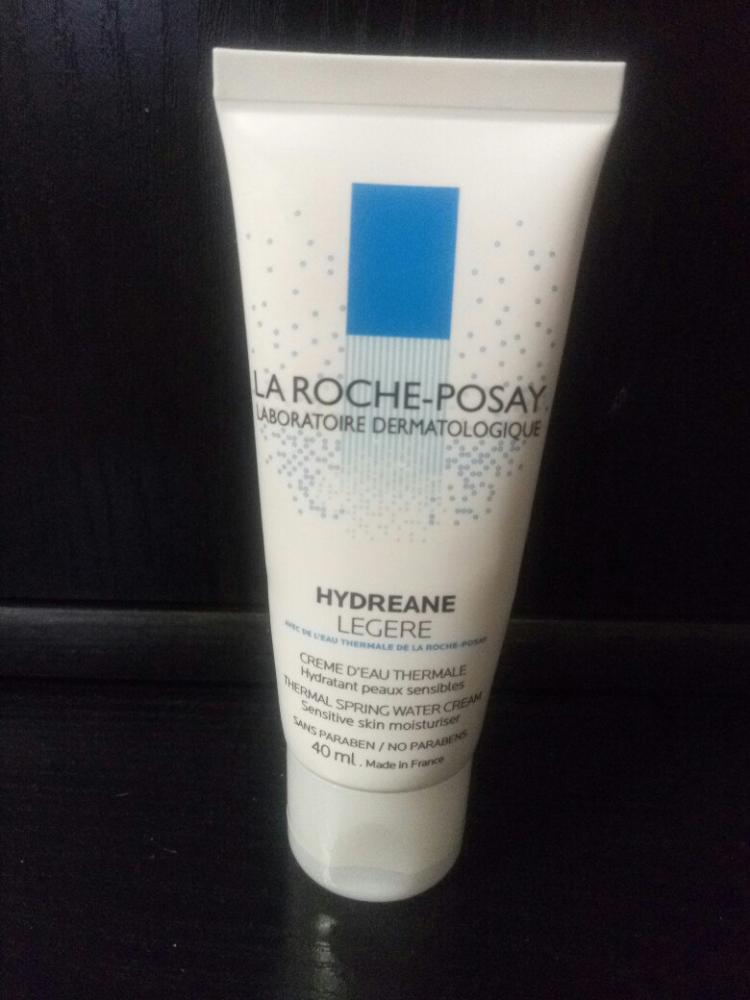 LA ROCHE-POSAY
LABORATOIRE DERMATOLOGIQUE
HYDREANE
LEGERE
AVEC DE L'EAU THERMALE DE LA ROCHE-POSAY
CREME D'EAU THERMALE
Hydratant peaux sensibles
THERMAL SPRING WATER CREAM
Sensitive skin moisturiser
SANS PARABEN / NO PARABENS
40 ml . Made in France